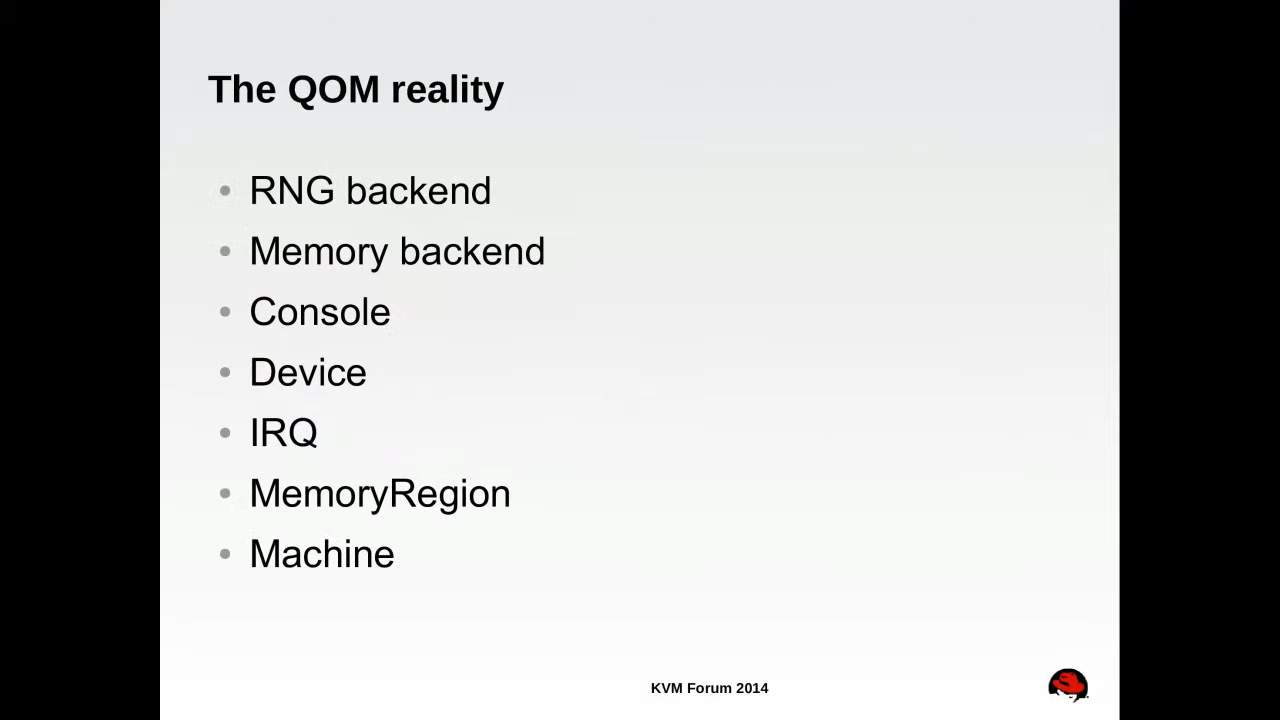 The QOM reality
• RNG backend
• Memory backend
• Console
• Device
• IRQ
• MemoryRegion
• Machine
KVM Forum 2014